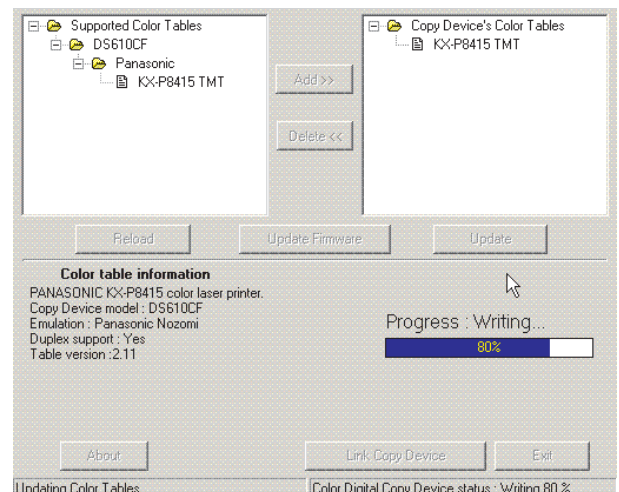 Supported Color Tables
DS610CF
Panasonic
KX-P8415 TMT
Add >>
Delete <<
Copy Device's Color Tables
KX-P8415 TMT
Reload
Update Firmware
Update
Color table information
PANASONIC KX-P8415 color laser printer.
Copy Device model : DS610CF
Emulation : Panasonic Nozomi
Duplex support : Yes
Table version :2.11
Progress : Writing...
80%
About
Link Copy Device
Exit
Updating Color Tables
Color Digital Copy Device status : Writing 80 %